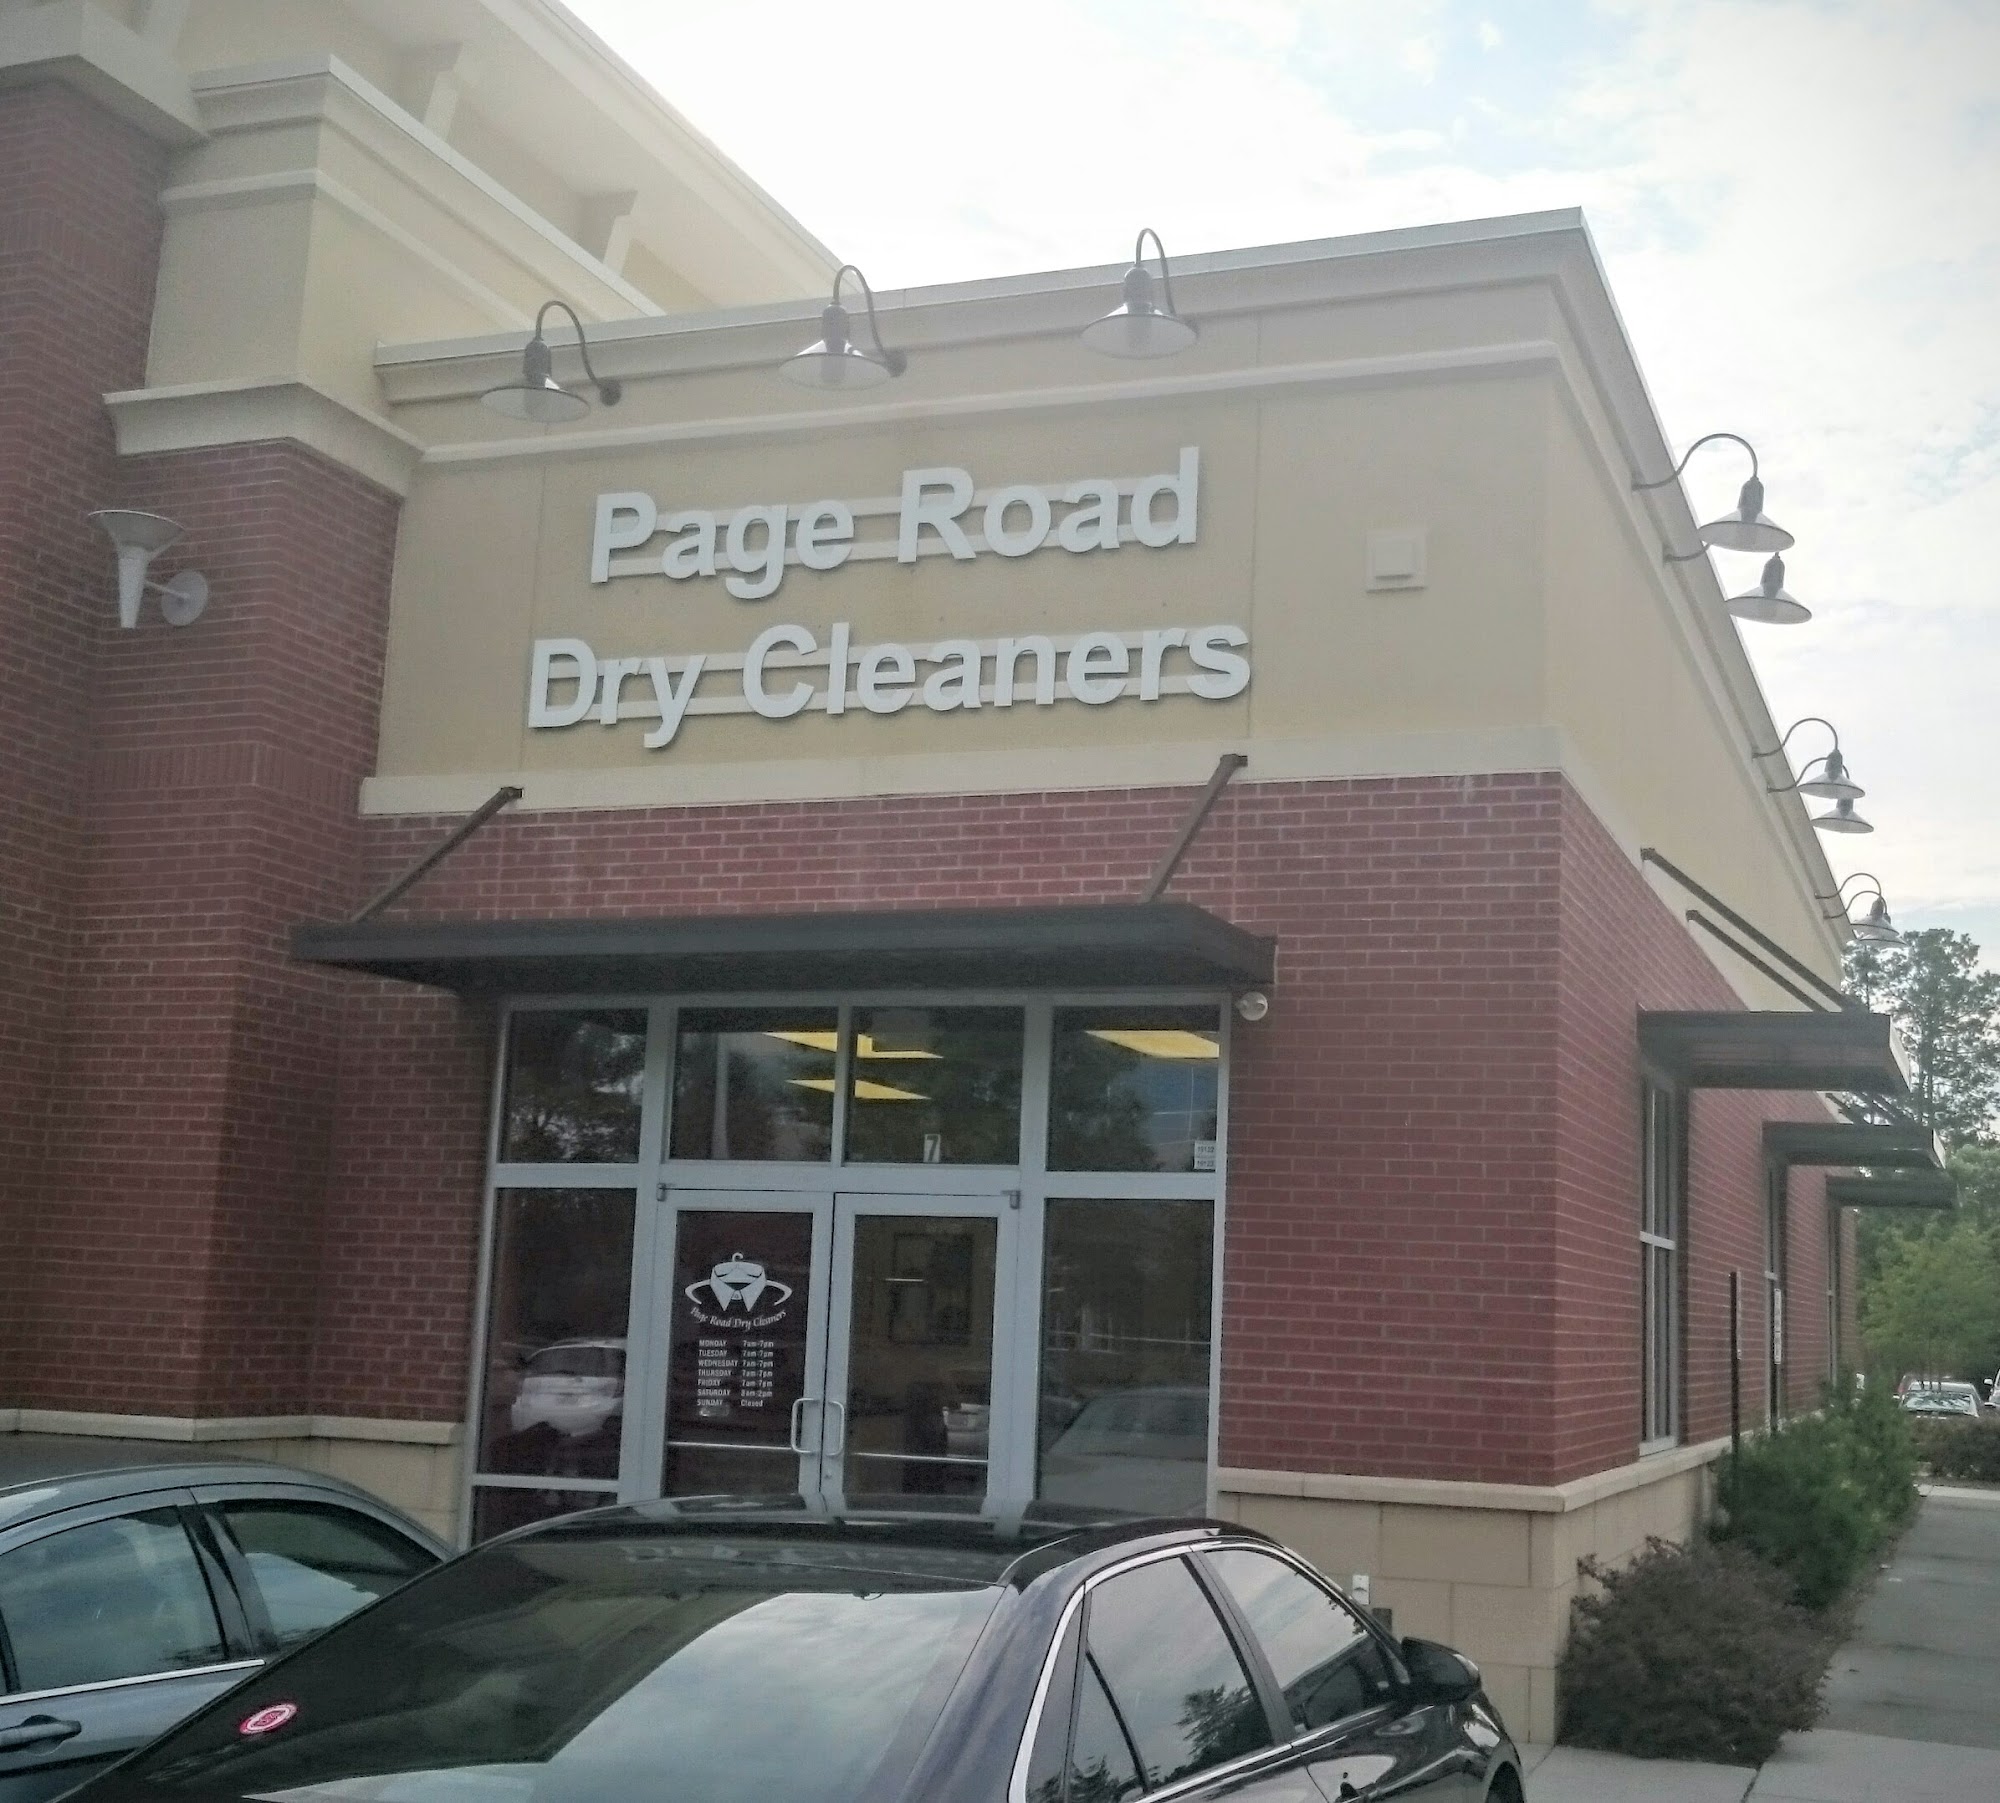 Page Road
Dry Cleaners
7
Page Road Dry Cleaners
MONDAY 7am-7pm
TUESDAY 7am-7pm
WEDNESDAY 7am-7pm
THURSDAY 7am-7pm
FRIDAY 7am-7pm
SATURDAY 8am-2pm
SUNDAY Closed